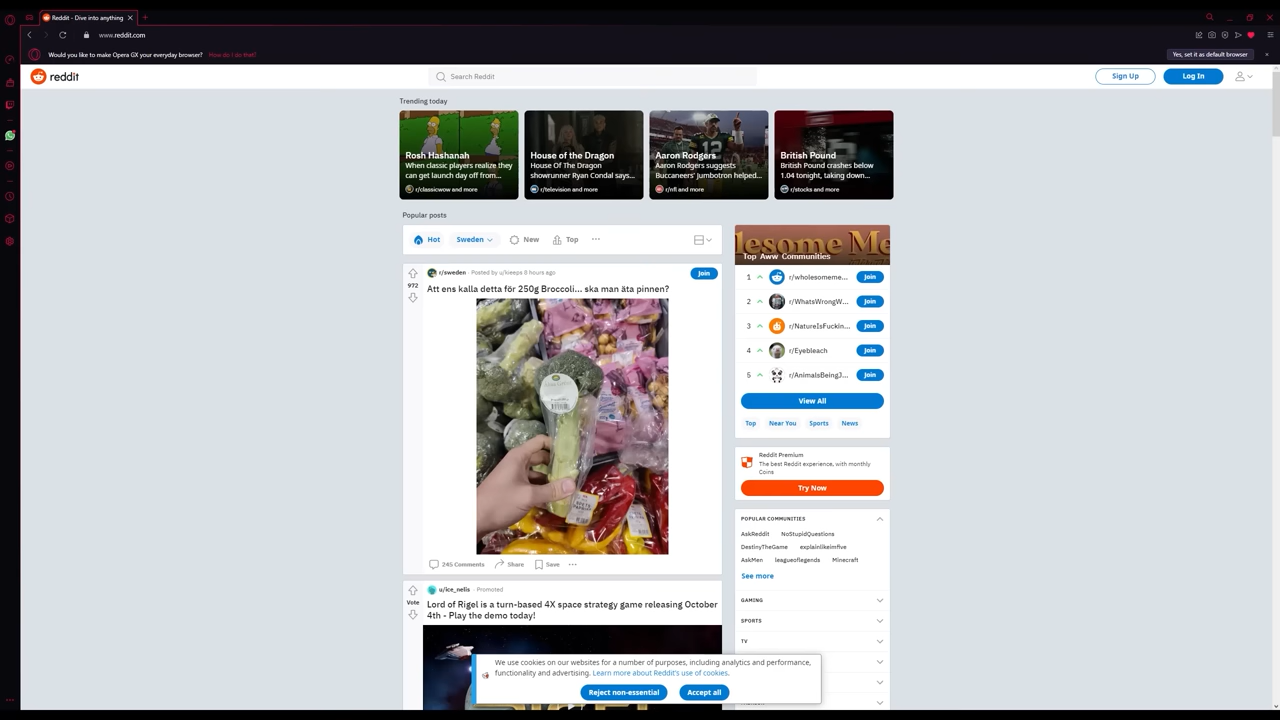 Reddit - Dive into anything
www.reddit.com
Would you like to make Opera GX your everyday browser? How do I do that?
Yes, set it as default browser
reddit
Search Reddit
Sign Up
Log In
Trending today
Rosh Hashanah
When classic players realize they
can get launch day off from...
r/classicwow and more
House of the Dragon
House Of The Dragon
showrunner Ryan Condal says...
r/television and more
Aaron Rodgers
Aaron Rodgers suggests
Buccaneers' Jumbotron helped...
r/nfl and more
British Pound
British Pound crashes below
1.04 tonight, taking down...
r/stocks and more
Popular posts
Hot
Sweden
New
Top
r/sweden · Posted by u/kieeps 8 hours ago
Join
972
Att ens kalla detta för 250g Broccoli... ska man äta pinnen?
245 Comments
Share
Save
u/ice_nelis · Promoted
Vote
Lord of Rigel is a turn-based 4X space strategy game releasing October
4th - Play the demo today!
lesome Me
Top Aww Communities
1 r/wholesomeme... Join
2 r/WhatsWrongW... Join
3 r/NatureIsFuckin... Join
4 r/Eyebleach Join
5 r/AnimalsBeingJ... Join
View All
Top
Near You
Sports
News
Reddit Premium
The best Reddit experience, with monthly
Coins
Try Now
POPULAR COMMUNITIES
AskReddit NoStupidQuestions
DestinyTheGame explainlikeimfive
AskMen leagueoflegends Minecraft
See more
GAMING
SPORTS
TV
We use cookies on our websites for a number of purposes, including analytics and performance,
functionality and advertising. Learn more about Reddit's use of cookies.
Reject non-essential
Accept all